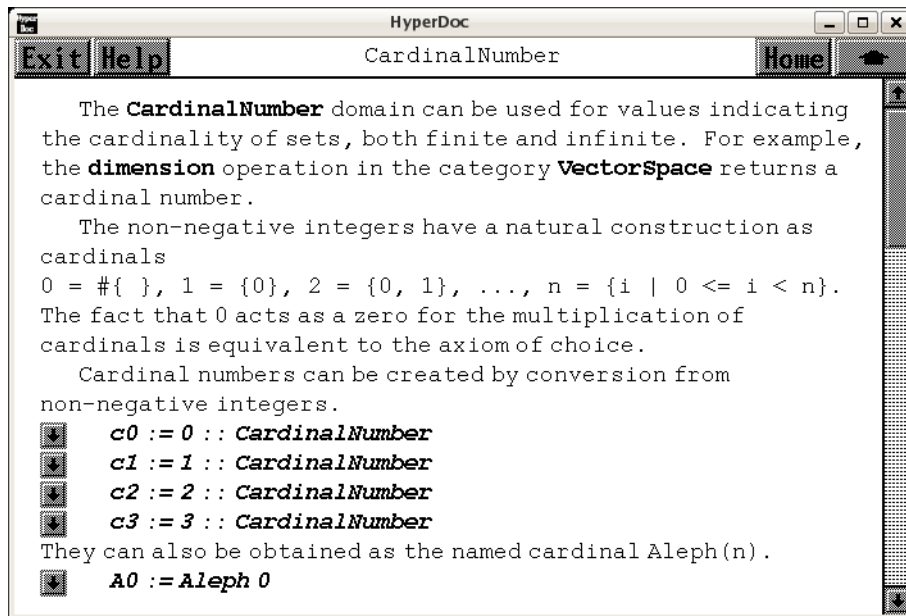 Hyper Doc HyperDoc
Exit Help CardinalNumber Home
The CardinalNumber domain can be used for values indicating
the cardinality of sets, both finite and infinite. For example,
the dimension operation in the category VectorSpace returns a
cardinal number.
The non-negative integers have a natural construction as
cardinals
0 = #{ }, 1 = {0}, 2 = {0, 1}, ..., n = {i | 0 <= i < n}.
The fact that 0 acts as a zero for the multiplication of
cardinals is equivalent to the axiom of choice.
Cardinal numbers can be created by conversion from
non-negative integers.
c0 := 0 :: CardinalNumber
c1 := 1 :: CardinalNumber
c2 := 2 :: CardinalNumber
c3 := 3 :: CardinalNumber
They can also be obtained as the named cardinal Aleph(n).
A0 := Aleph 0